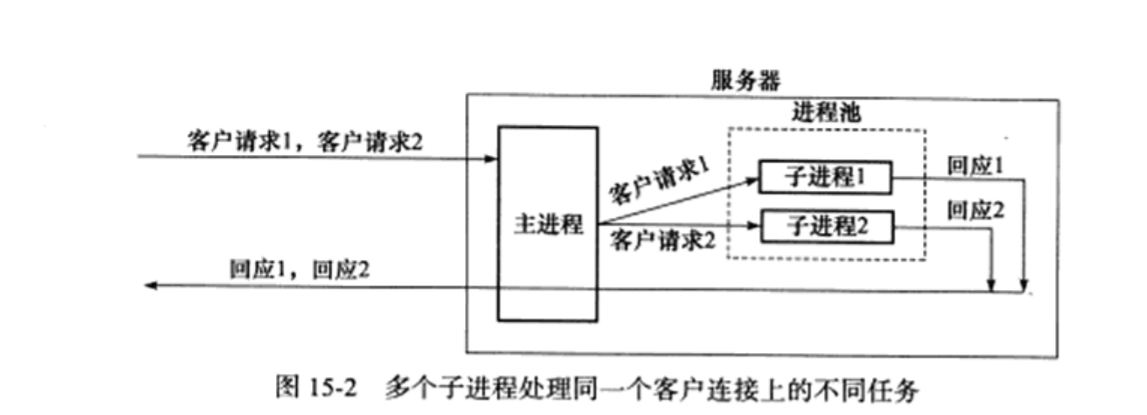 服务器
进程池
客户请求1，客户请求2
客户请求1
子进程1
回应1
主进程
客户请求2
子进程2
回应2
回应1，回应2
图 15-2 多个子进程处理同一个客户连接上的不同任务